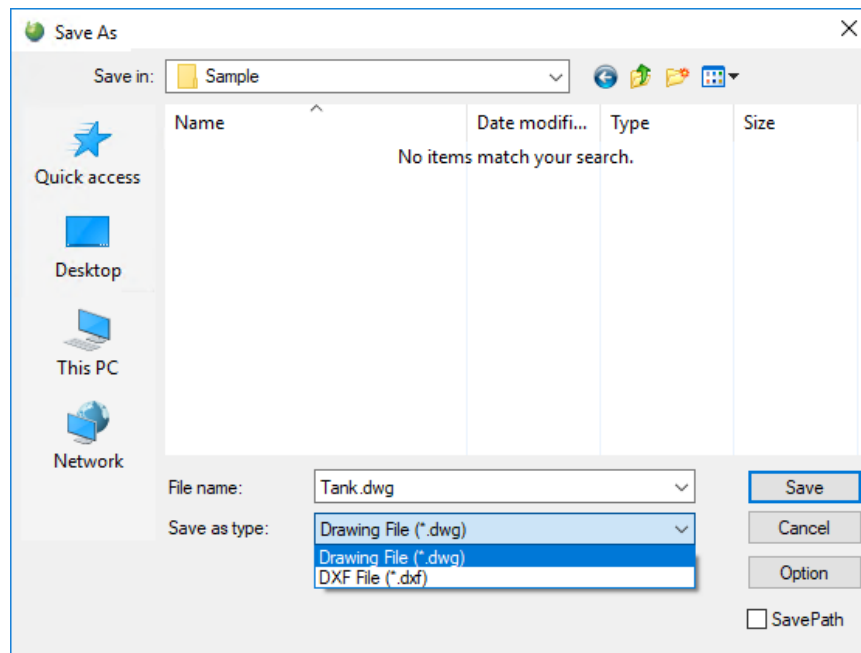 Save As
Save in: Sample
Name Date modifi... Type Size
No items match your search.
Quick access
Desktop
This PC
Network
File name: Tank.dwg Save
Save as type: Drawing File (*.dwg) Cancel
Drawing File (*.dwg)
DXF File (*.dxf) Option
SavePath